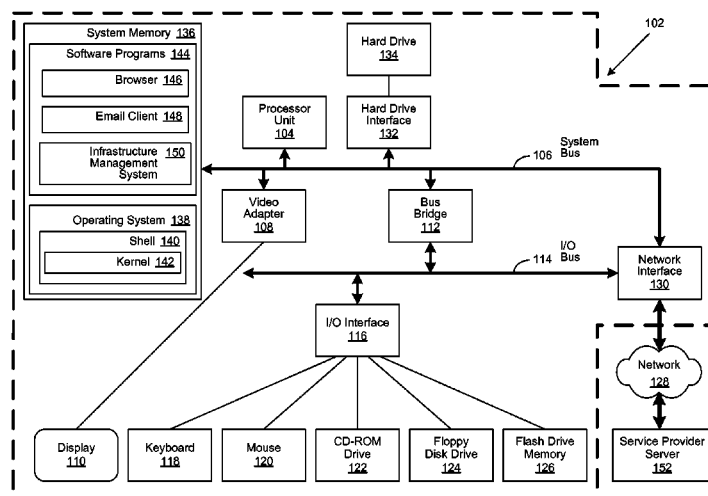 System Memory 136
Software Programs 144
Browser 146
Email Client 148
Infrastructure 150
Management
System
Operating System 138
Shell 140
Kernel 142
Hard Drive
134
102
Processor
Unit
104
Hard Drive
Interface
132
106
System
Bus
Video
Adapter
108
Bus
Bridge
112
114
I/O
Bus
Network
Interface
130
I/O Interface
116
Network
128
Display
110
Keyboard
118
Mouse
120
CD-ROM
Drive
122
Floppy
Disk Drive
124
Flash Drive
Memory
126
Service Provider
Server
152